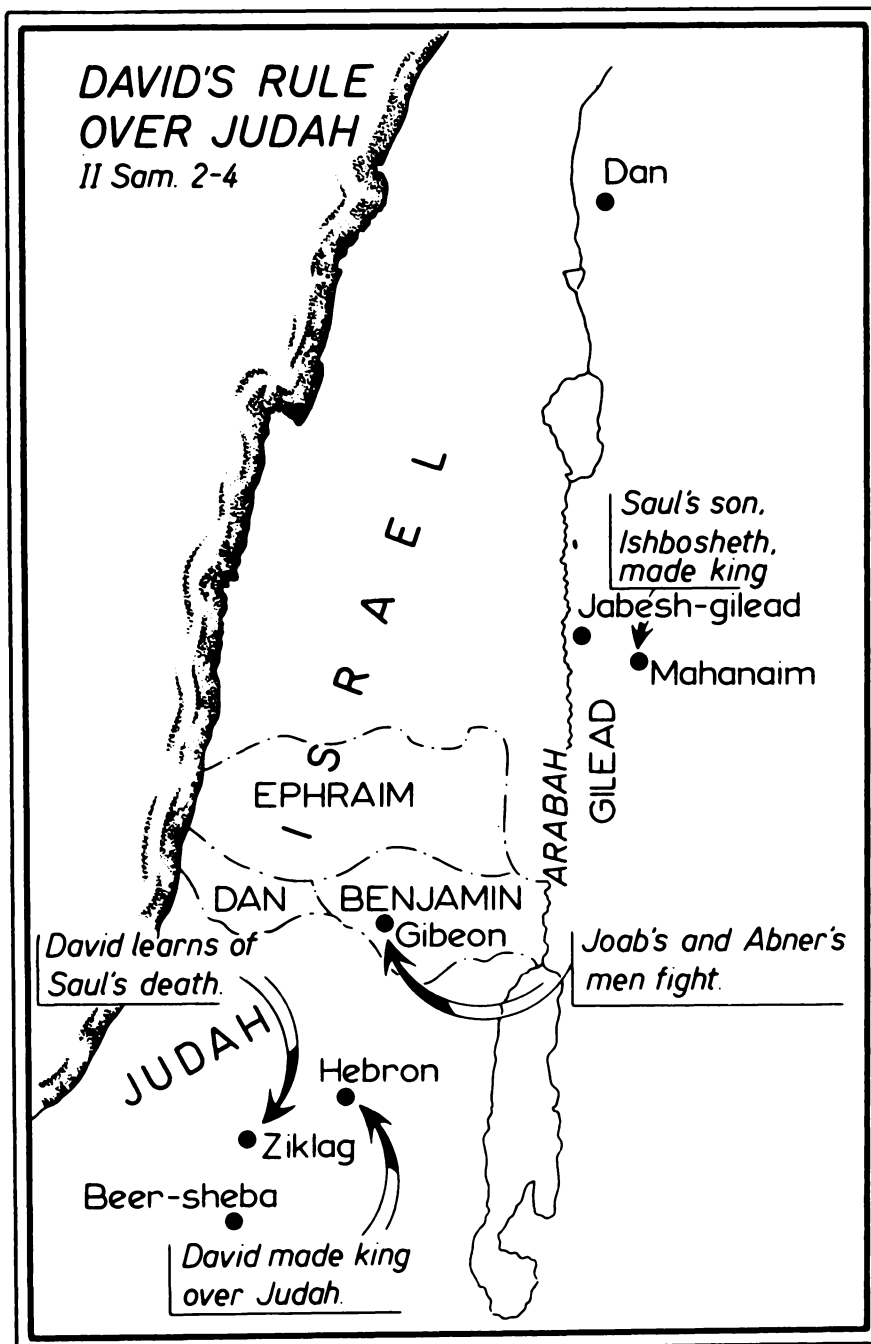 DAVID'S RULE
OVER JUDAH
II Sam. 2-4
Dan
ISRAEL
Saul's son,
Ishbosheth,
made king
Jabesh-gilead
Mahanaim
GILEAD
ARABAH
EPHRAIM
DAN
BENJAMIN
Gibeon
David learns of
Saul's death.
Joab's and Abner's
men fight.
JUDAH
Hebron
Ziklag
Beer-sheba
David made king
over Judah.